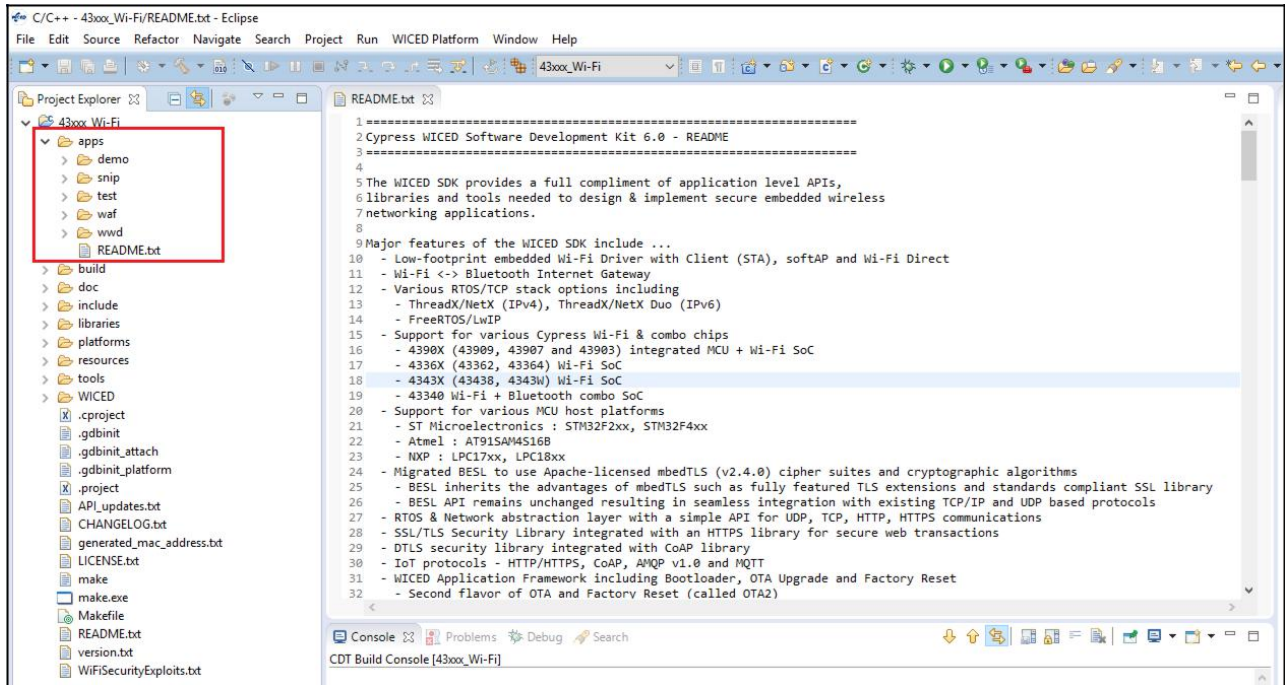 C/C++ - 43xxx_Wi-Fi/README.txt - Eclipse
File Edit Source Refactor Navigate Search Project Run WICED Platform Window Help
43xxx_Wi-Fi
Project Explorer
43xxx_Wi-Fi
apps
demo
snip
test
waf
wwd
README.txt
build
doc
include
libraries
platforms
resources
tools
WICED
.cproject
.gdbinit
.gdbinit_attach
.gdbinit_platform
.project
API_updates.txt
CHANGELOG.txt
generated_mac_address.txt
LICENSE.txt
make
make.exe
Makefile
README.txt
version.txt
WiFiSecurityExploits.txt
README.txt
1 ======================================================================
2 Cypress WICED Software Development Kit 6.0 - README
3 ======================================================================
4
5 The WICED SDK provides a full compliment of application level APIs,
6 libraries and tools needed to design & implement secure embedded wireless
7 networking applications.
8
9 Major features of the WICED SDK include ...
10 - Low-footprint embedded Wi-Fi Driver with Client (STA), softAP and Wi-Fi Direct
11 - Wi-Fi <-> Bluetooth Internet Gateway
12 - Various RTOS/TCP stack options including
13 - ThreadX/NetX (IPv4), ThreadX/NetX Duo (IPv6)
14 - FreeRTOS/LwIP
15 - Support for various Cypress Wi-Fi & combo chips
16 - 4390X (43909, 43907 and 43903) integrated MCU + Wi-Fi SoC
17 - 4336X (43362, 43364) Wi-Fi SoC
18 - 4343X (43438, 4343W) Wi-Fi SoC
19 - 43340 Wi-Fi + Bluetooth combo SoC
20 - Support for various MCU host platforms
21 - ST Microelectronics : STM32F2xx, STM32F4xx
22 - Atmel : AT91SAM4S16B
23 - NXP : LPC17xx, LPC18xx
24 - Migrated BESL to use Apache-licensed mbedTLS (v2.4.0) cipher suites and cryptographic algorithms
25 - BESL inherits the advantages of mbedTLS such as fully featured TLS extensions and standards compliant SSL library
26 - BESL API remains unchanged resulting in seamless integration with existing TCP/IP and UDP based protocols
27 - RTOS & Network abstraction layer with a simple API for UDP, TCP, HTTP, HTTPS communications
28 - SSL/TLS Security Library integrated with an HTTPS library for secure web transactions
29 - DTLS security library integrated with CoAP library
30 - IoT protocols - HTTP/HTTPS, CoAP, AMQP v1.0 and MQTT
31 - WICED Application Framework including Bootloader, OTA Upgrade and Factory Reset
32 - Second flavor of OTA and Factory Reset (called OTA2)
Console Problems Debug Search
CDT Build Console [43xxx_Wi-Fi]